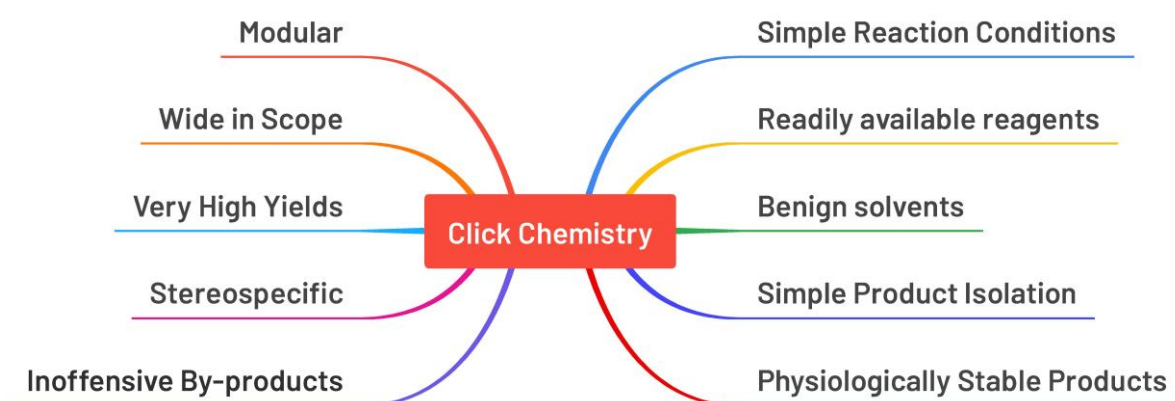 Modular
Wide in Scope
Very High Yields
Stereospecific
Inoffensive By-products
Click Chemistry
Simple Reaction Conditions
Readily available reagents
Benign solvents
Simple Product Isolation
Physiologically Stable Products